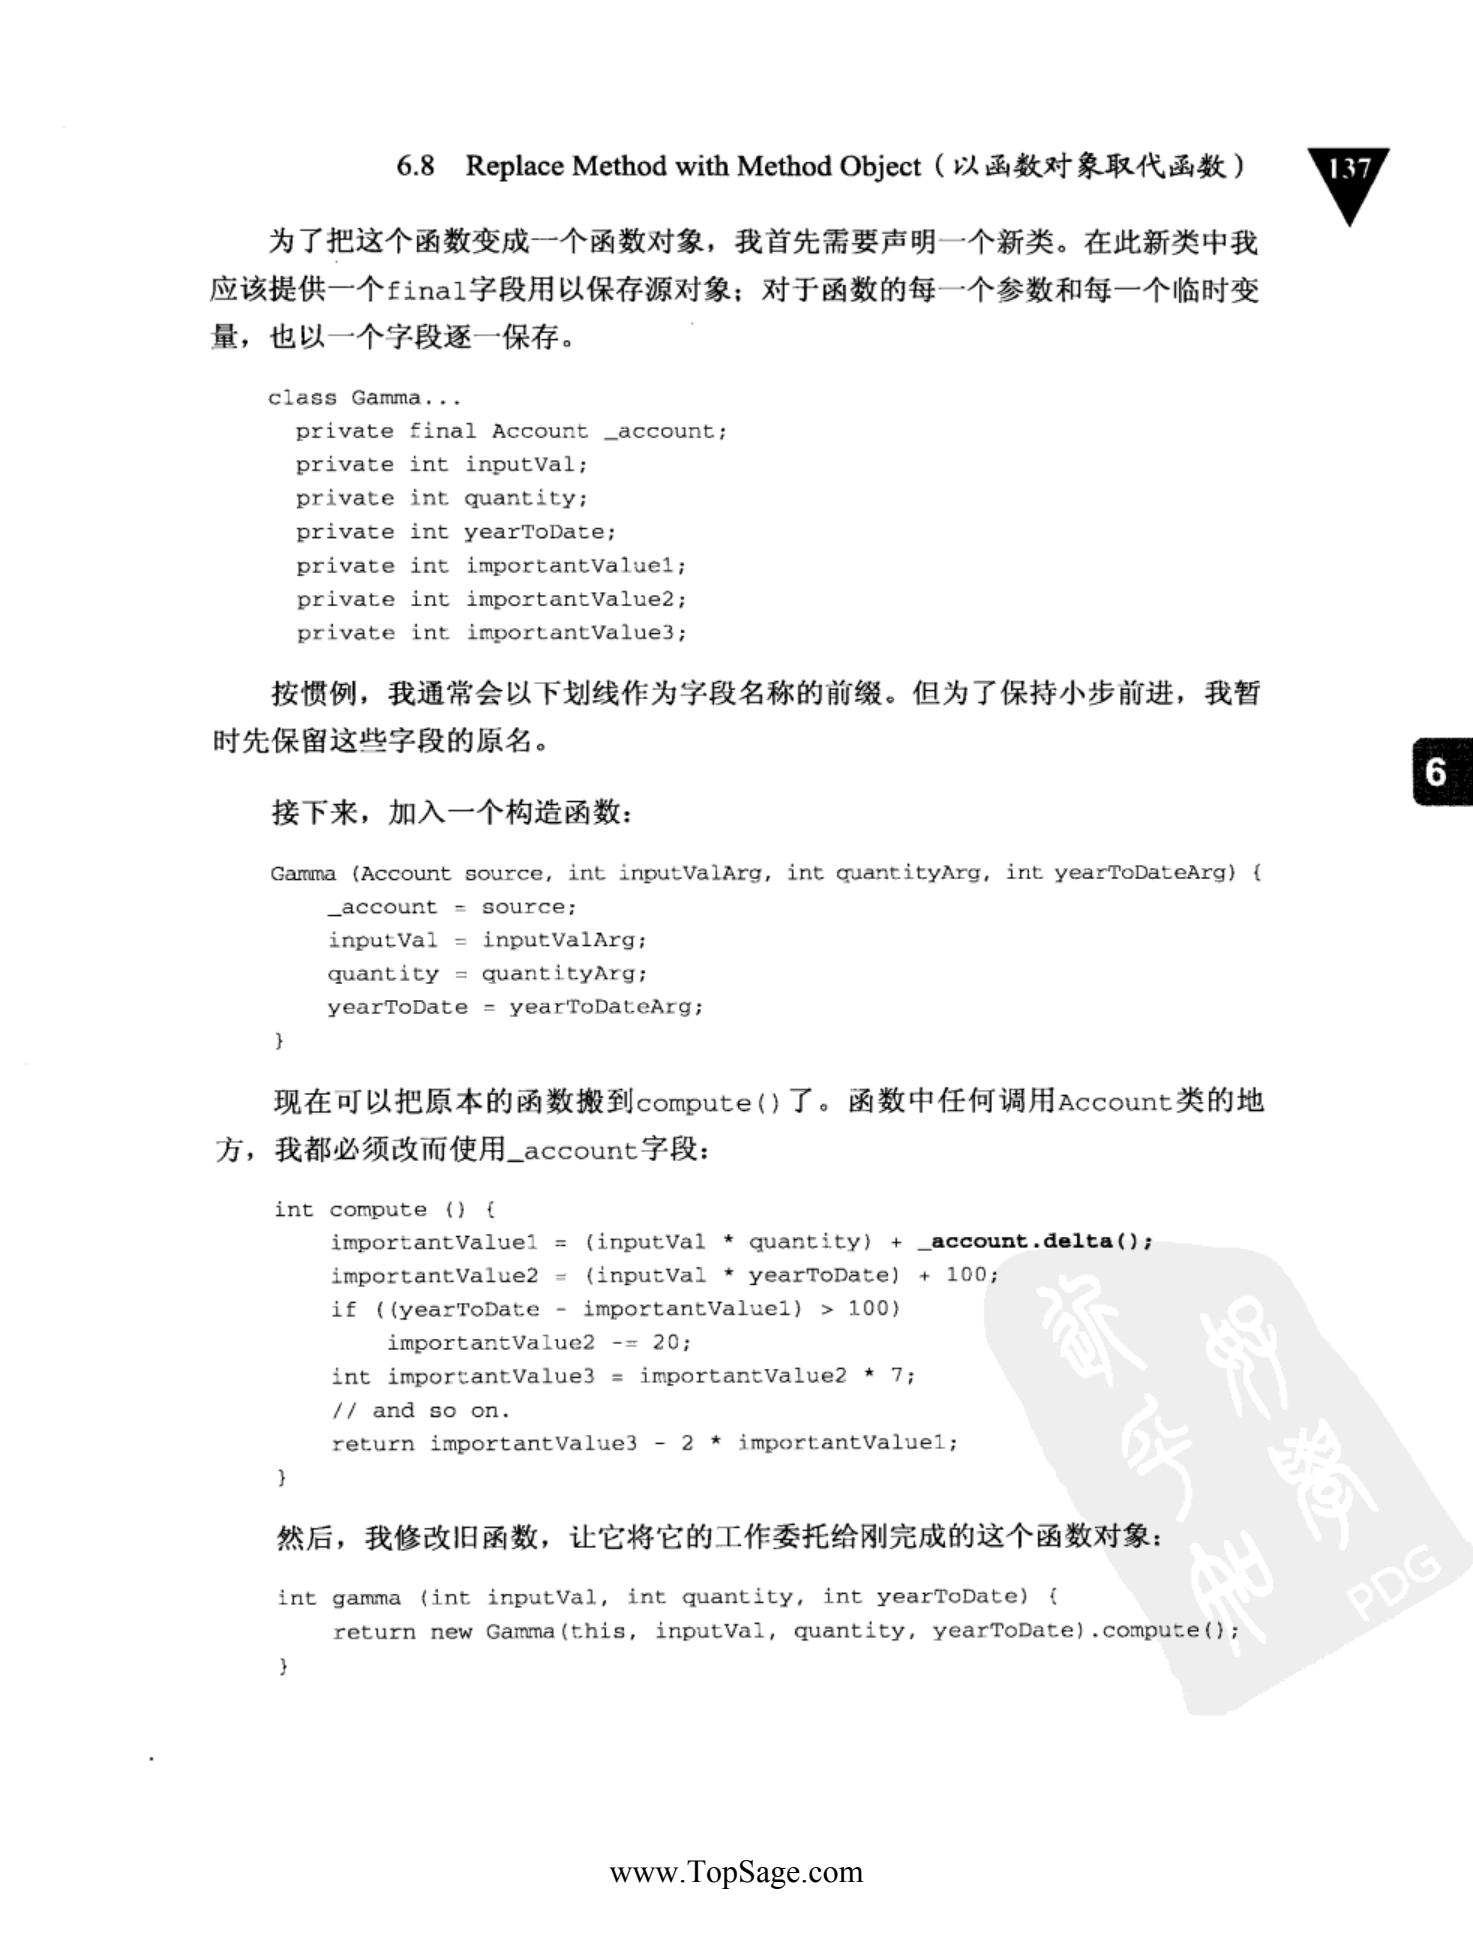 6.8 Replace Method with Method Object（以函数对象取代函数）
137
为了把这个函数变成一个函数对象，我首先需要声明一个新类。在此新类中我
应该提供一个final字段用以保存源对象；对于函数的每一个参数和每一个临时变
量，也以一个字段逐一保存。
class Gamma...
private final Account _account;
private int inputVal;
private int quantity;
private int yearToDate;
private int importantValue1;
private int importantValue2;
private int importantValue3;
按惯例，我通常会以下划线作为字段名称的前缀。但为了保持小步前进，我暂
时先保留这些字段的原名。
6
接下来，加入一个构造函数：
Gamma (Account source, int inputValArg, int quantityArg, int yearToDateArg) {
_account = source;
inputVal = inputValArg;
quantity = quantityArg;
yearToDate = yearToDateArg;
}
现在可以把原本的函数搬到compute()了。函数中任何调用Account类的地
方，我都必须改而使用_account字段：
int compute () {
importantValue1 = (inputVal * quantity) + _account.delta();
importantValue2 = (inputVal * yearToDate) + 100;
if ((yearToDate - importantValue1) > 100)
importantValue2 -= 20;
int importantValue3 = importantValue2 * 7;
// and so on.
return importantValue3 - 2 * importantValue1;
}
然后，我修改旧函数，让它将它的工作委托给刚完成的这个函数对象：
int gamma (int inputVal, int quantity, int yearToDate) {
return new Gamma(this, inputVal, quantity, yearToDate).compute();
}
PDG
www.TopSage.com